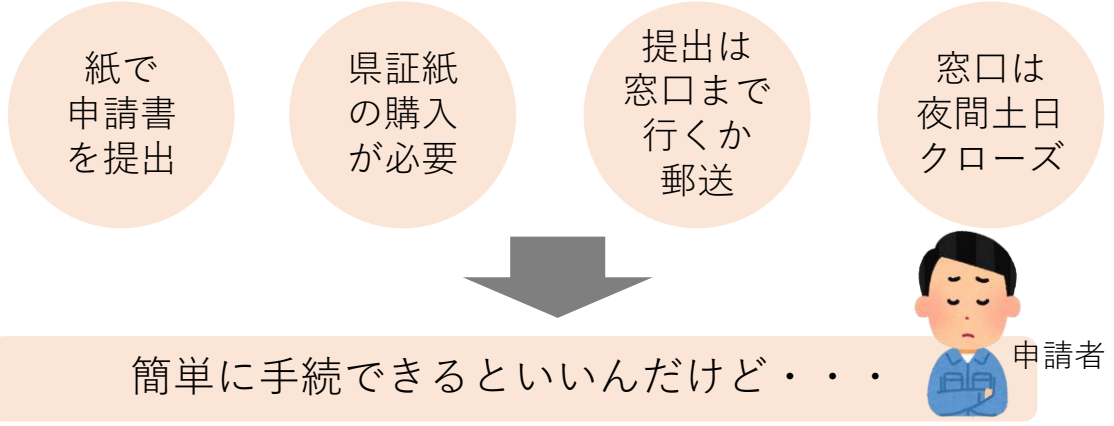 紙で
申請書
を提出
県証紙
の購入
が必要
提出は
窓口まで
行くか
郵送
窓口は
夜間土日
クローズ
簡単に手続できるといいんだけど・・・
申請者